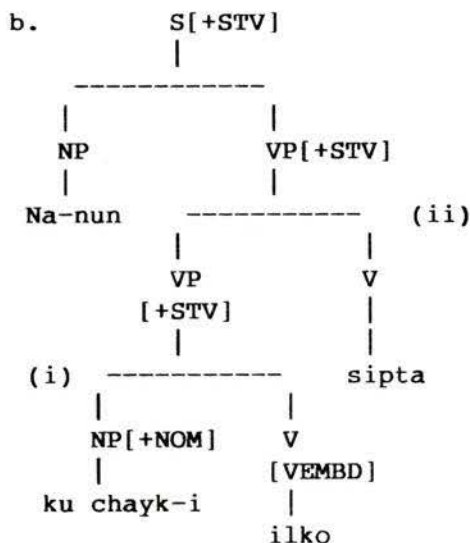 b. S[+STV]
NP VP[+STV]
Na-nun (ii)
VP V
[+STV]
(i) sipta
NP[+NOM] V
[VEMBD]
ku chayk-i
ilko